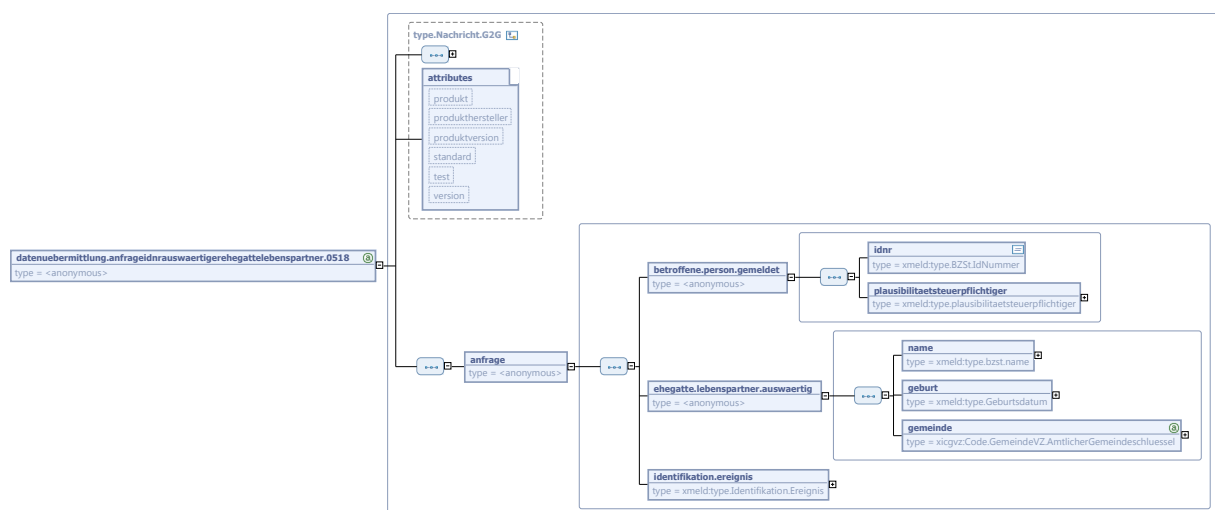 type.Nachricht.G2G
attributes
produkt
produkthersteller
produktversion
standard
test
version
datenuebermittlung.anfrageidnrauswaertigerehegattelebenspartner.0518
type = <anonymous>
anfrage
type = <anonymous>
betroffene.person.gemeldet
type = <anonymous>
idnr
type = xmeld:type.BZSt.IdNummer
plausibilitaetsteuerpflichtiger
type = xmeld:type.plausibilitaetsteuerpflichtiger
ehegatte.lebenspartner.auswaertig
type = <anonymous>
name
type = xmeld:type.bzst.name
geburt
type = xmeld:type.Geburtsdatum
gemeinde
type = xicgvz:Code.GemeindeVZ.AmtlicherGemeindeschluessel
identifikation.ereignis
type = xmeld:type.Identifikation.Ereignis